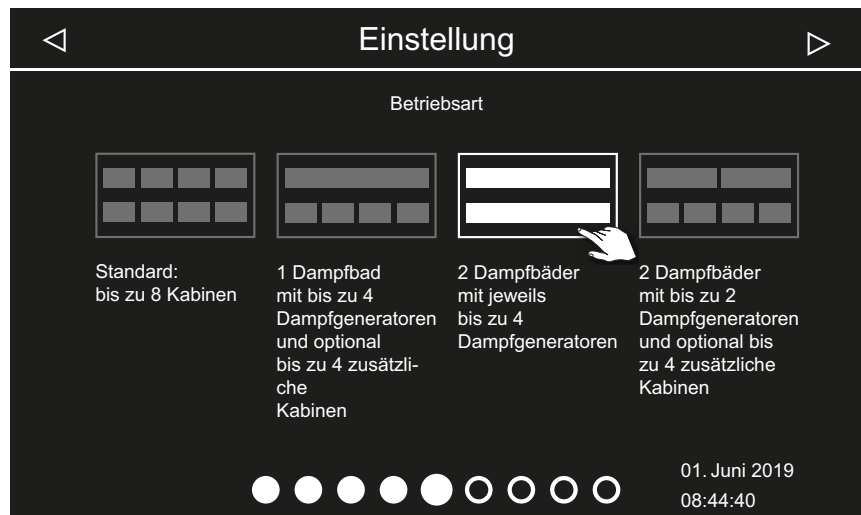 Einstellung
Betriebsart
Standard:
bis zu 8 Kabinen
1 Dampfbad
mit bis zu 4
Dampfgeneratoren
und optional
bis zu 4 zusätzli-
che
Kabinen
2 Dampfbäder
mit jeweils
bis zu 4
Dampfgeneratoren
2 Dampfbäder
mit bis zu 2
Dampfgeneratoren
und optional bis
zu 4 zusätzliche
Kabinen
01. Juni 2019
08:44:40